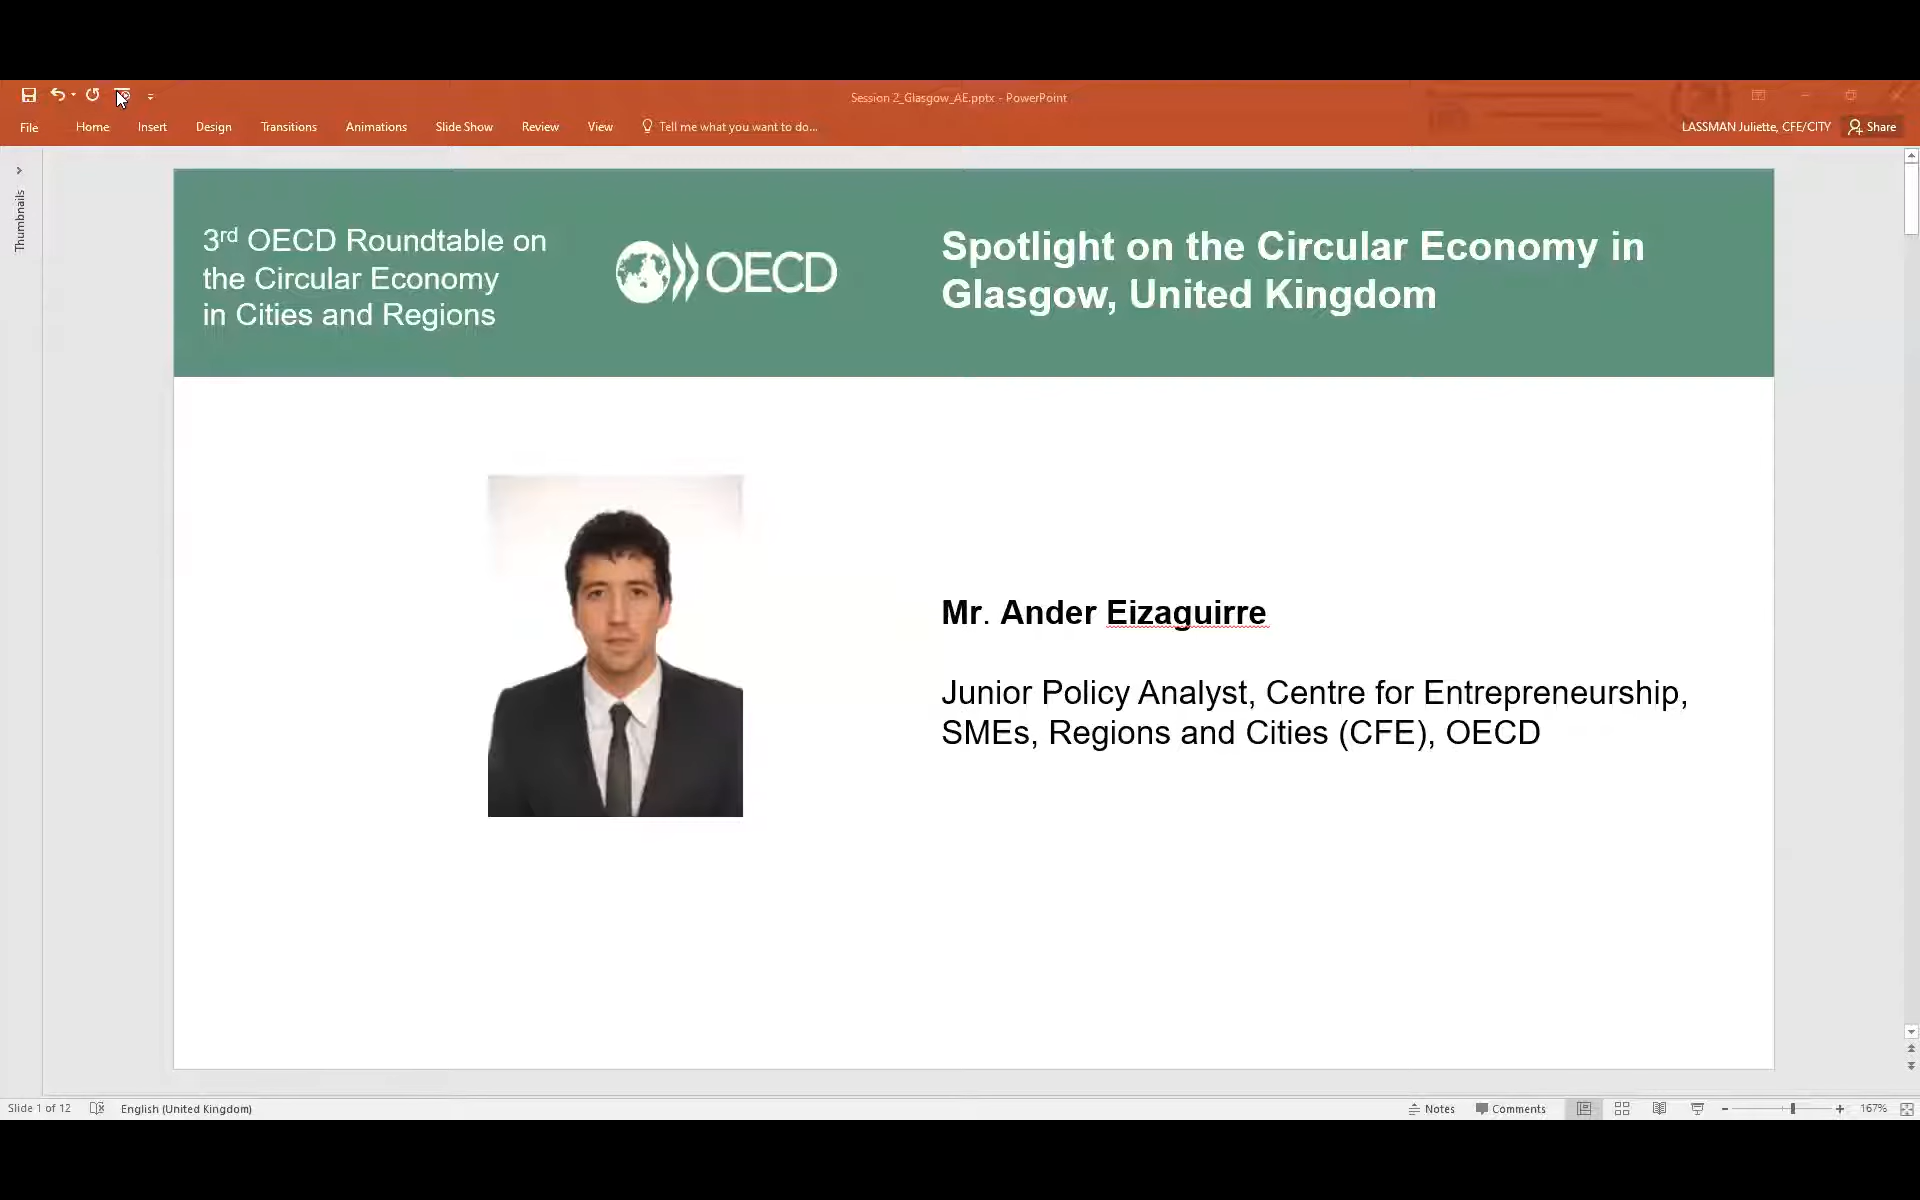 Session 2_Glasgow_AE.pptx - PowerPoint
File Home Insert Design Transitions Animations Slide Show Review View Tell me what you want to do... LASSMAN Juliette, CFE/CITY Share
Thumbnails
3rd OECD Roundtable on
the Circular Economy
in Cities and Regions
OECD
Spotlight on the Circular Economy in
Glasgow, United Kingdom
Mr. Ander Eizaguirre
Junior Policy Analyst, Centre for Entrepreneurship,
SMEs, Regions and Cities (CFE), OECD
Slide 1 of 12 English (United Kingdom) Notes Comments 167%